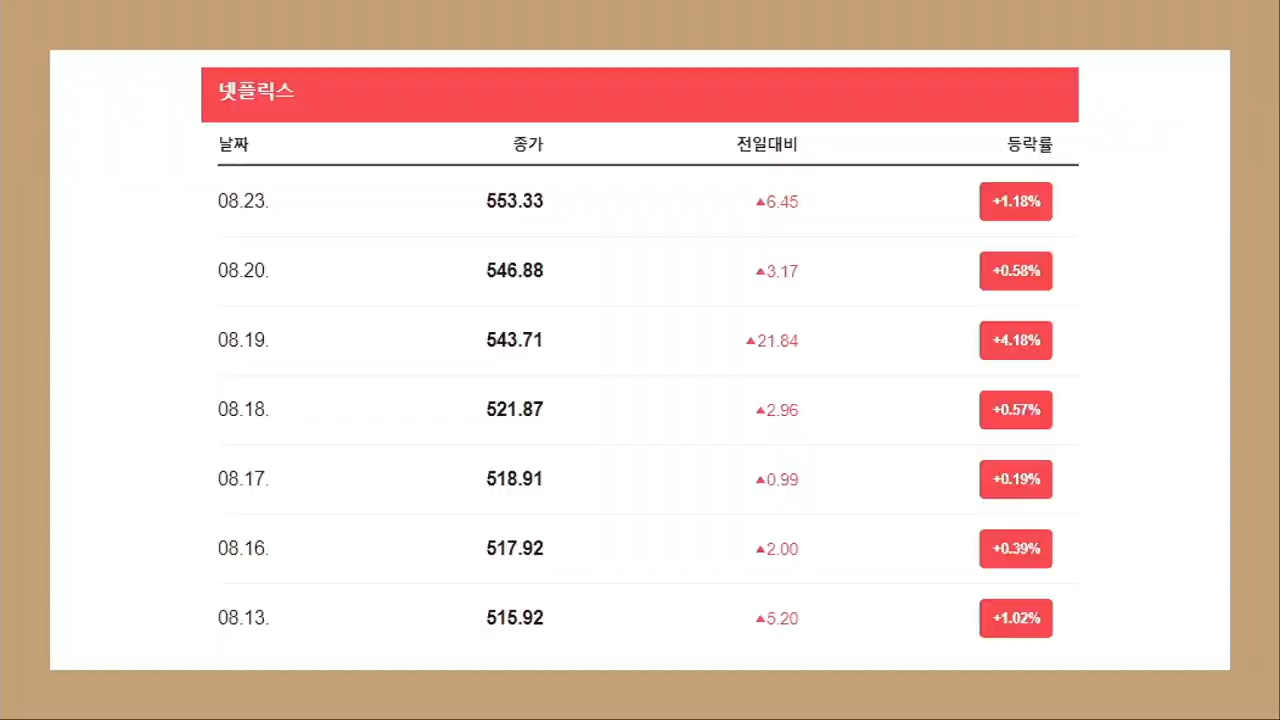 넷플릭스
날짜 종가 전일대비 등락률
08.23. 553.33 ▲6.45 +1.18%
08.20. 546.88 ▲3.17 +0.58%
08.19. 543.71 ▲21.84 +4.18%
08.18. 521.87 ▲2.96 +0.57%
08.17. 518.91 ▲0.99 +0.19%
08.16. 517.92 ▲2.00 +0.39%
08.13. 515.92 ▲5.20 +1.02%